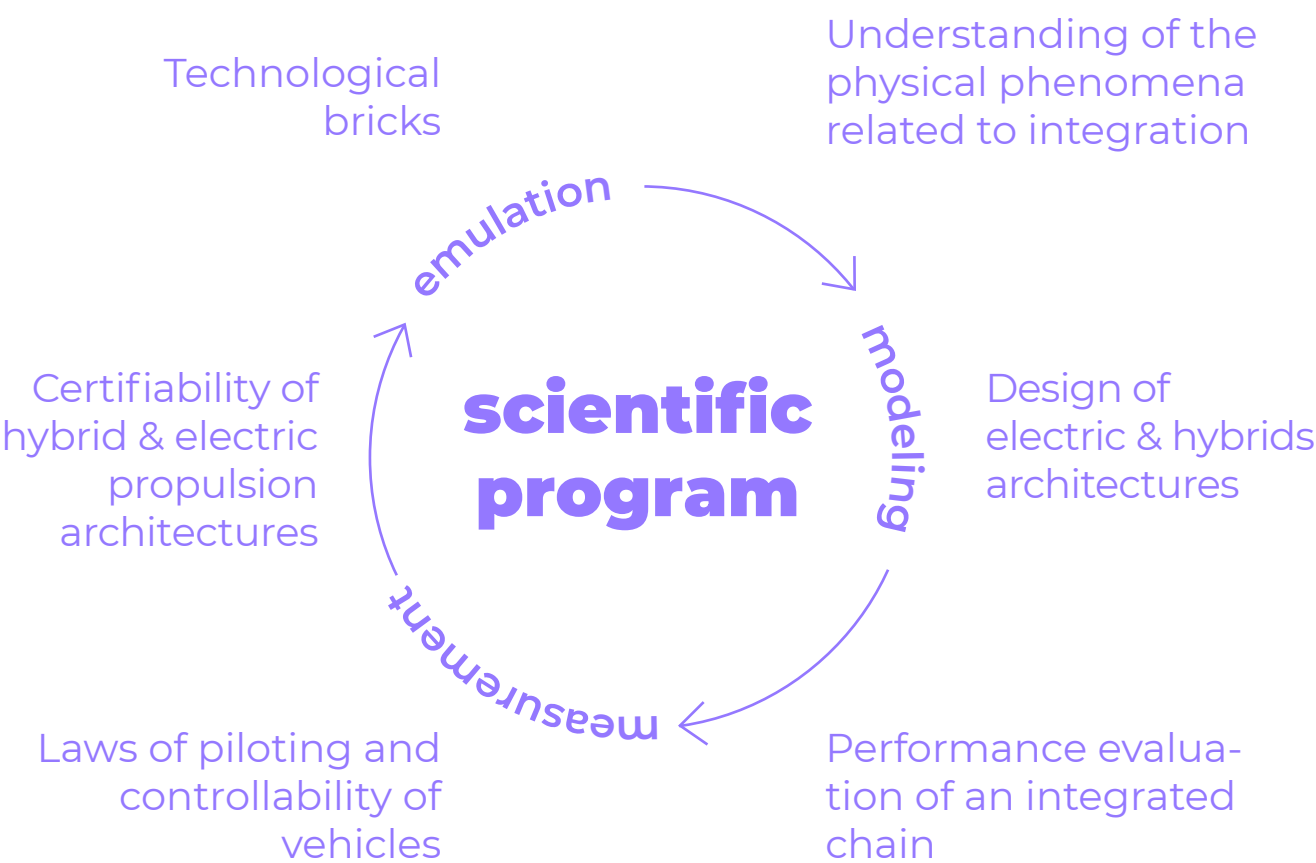 Technological
bricks
Understanding of the
physical phenomena
related to integration
emulation
modeling
scientific
program
Certifiability of
hybrid & electric
propulsion
architectures
Design of
electric & hybrids
architectures
measurement
Laws of piloting and
controllability of
vehicles
Performance evalua-
tion of an integrated
chain